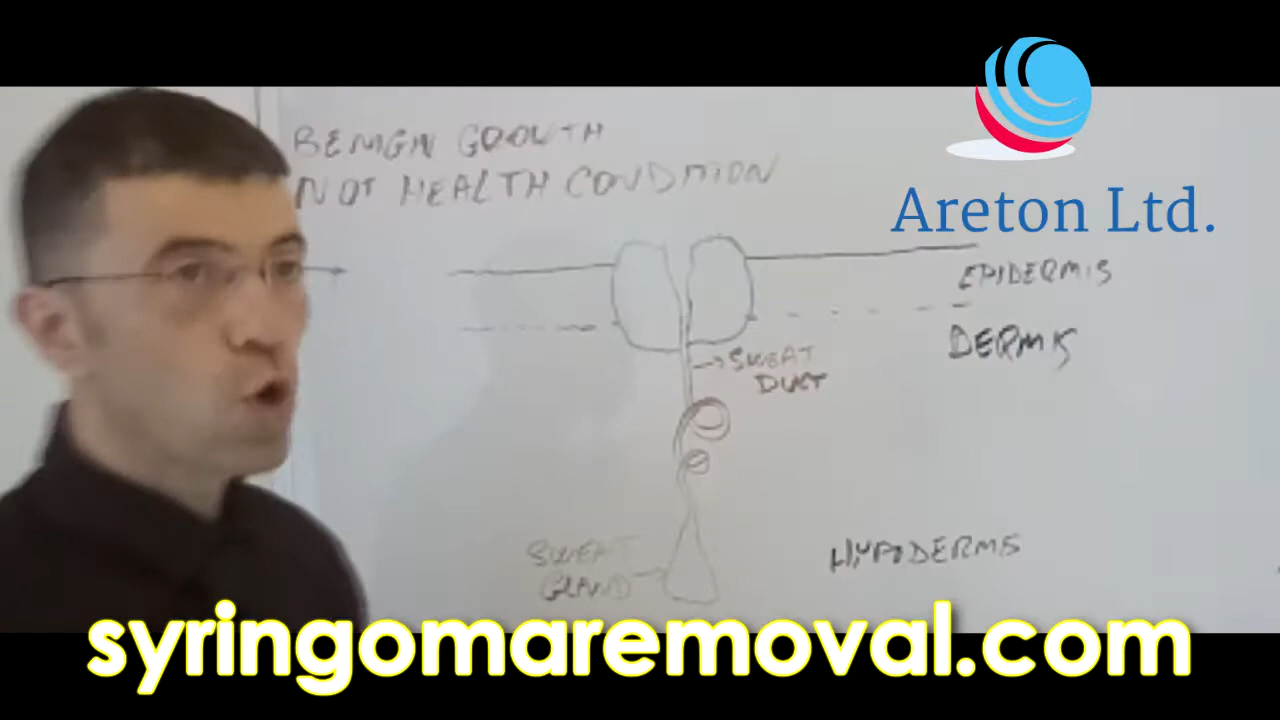 BENIGN GROWTH
NOT HEALTH CONDITION
Areton Ltd.
EPIDERMIS
DERMIS
SWEAT
DUCT
SWEAT
GLAND
HYPODERMIS
syringomaremoval.com